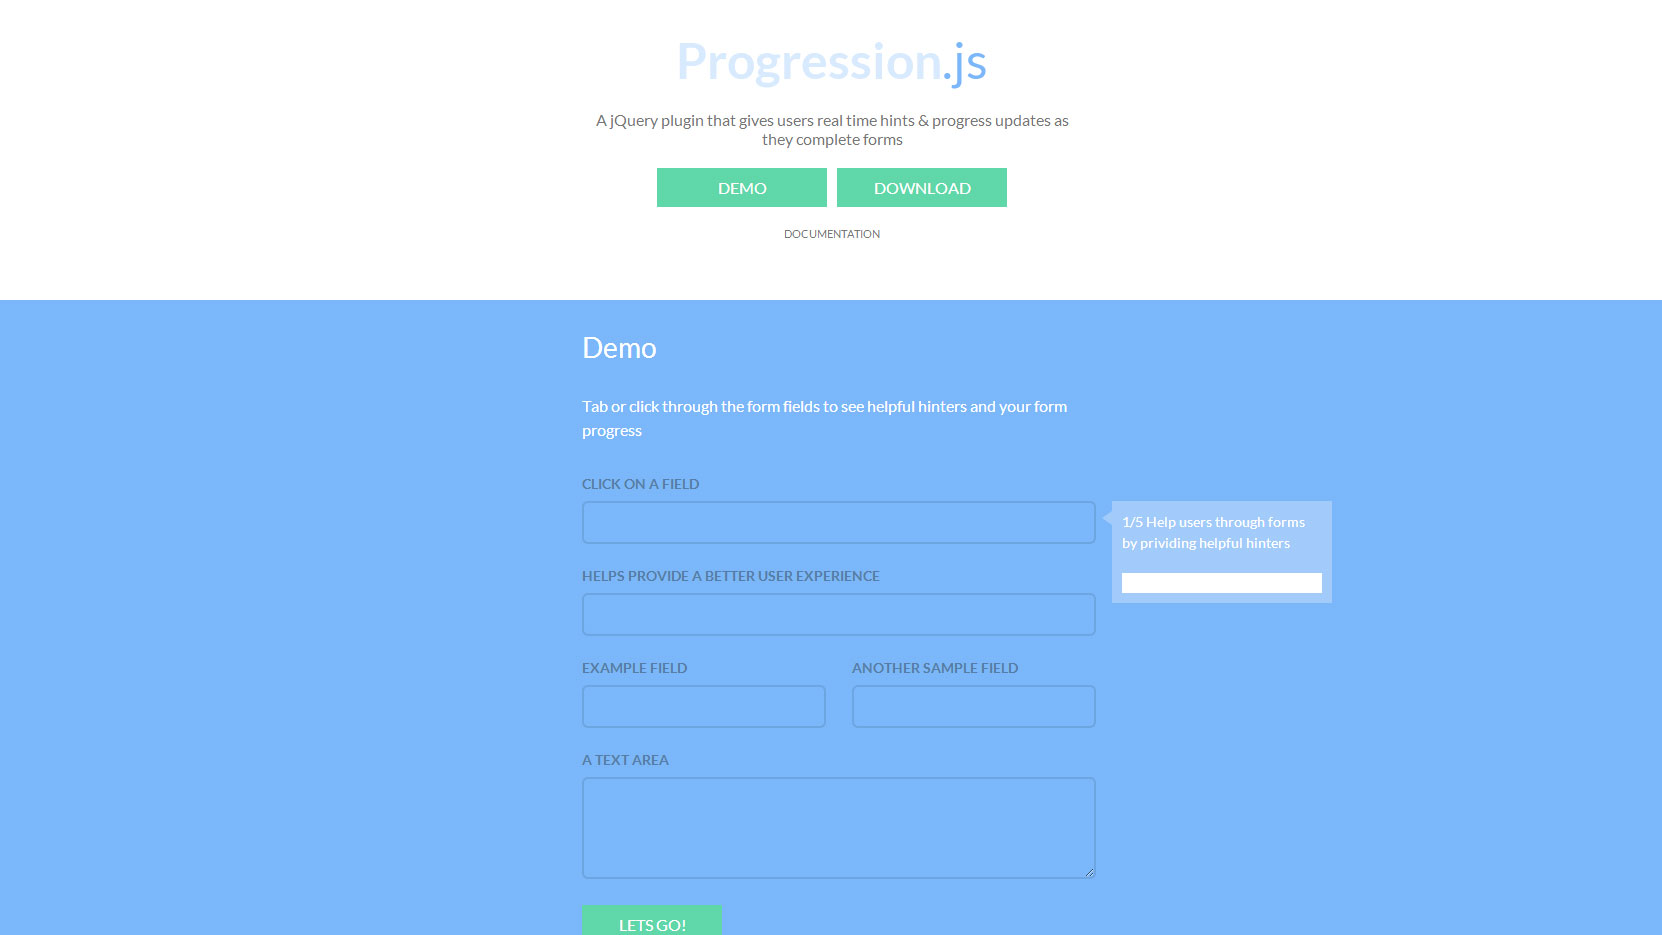 Progression.js
A jQuery plugin that gives users real time hints & progress updates as
they complete forms
DEMO
DOWNLOAD
DOCUMENTATION
Demo
Tab or click through the form fields to see helpful hinters and your form
progress
CLICK ON A FIELD
1/5 Help users through forms
by prividing helpful hinters
HELPS PROVIDE A BETTER USER EXPERIENCE
EXAMPLE FIELD
ANOTHER SAMPLE FIELD
A TEXT AREA
LETS GO!